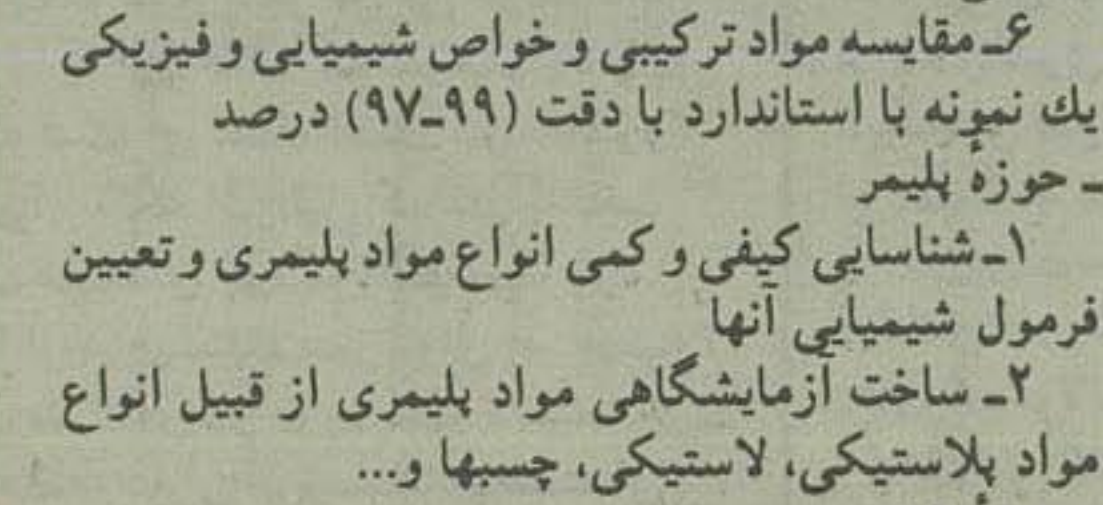 ۶ـ مقایسه مواد ترکیبی و خواص شیمیایی و فیزیکی
یك نمونه با استاندارد با دقت (۹۹ـ۹۷) درصد
ـ حوزهٔ پلیمر
۱ـ شناسایی کیفی و کمی انواع مواد پلیمری و تعیین
فرمول شیمیایی آنها
۲ـ ساخت آزمایشگاهی مواد پلیمری از قبیل انواع
مواد پلاستیکی، لاستیکی، چسبها و...